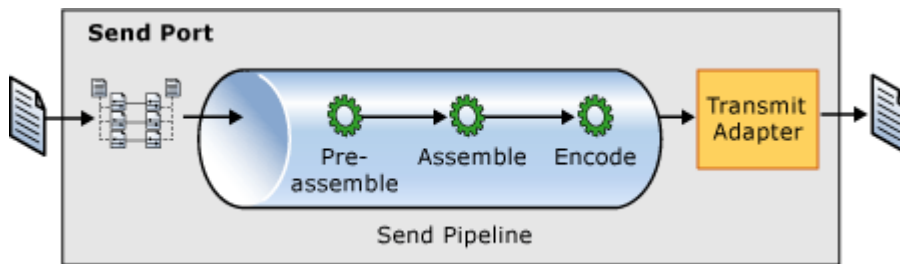 Send Port
Pre-
assemble
Assemble
Encode
Transmit
Adapter
Send Pipeline